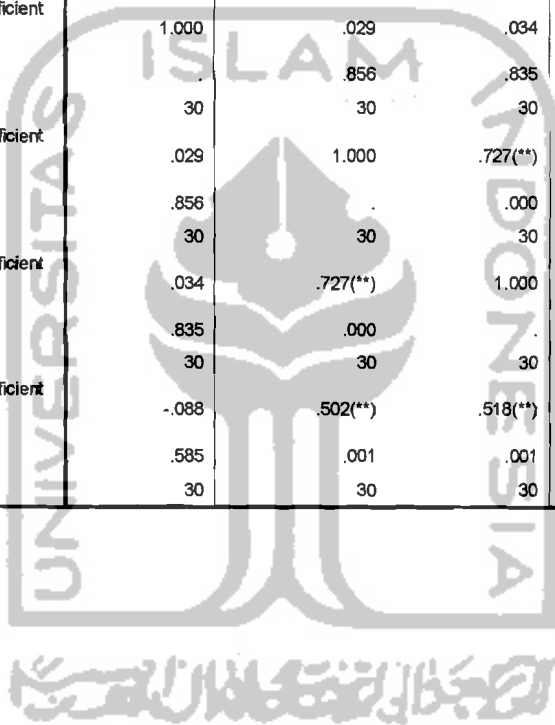 ficient
1.000 .029 .034
. .856 .835
30 30 30
ficient
.029 1.000 .727(**)
.856 . .000
30 30 30
ficient
.034 .727(**) 1.000
.835 .000 .
30 30 30
ficient
-.088 .502(**) .518(**)
.585 .001 .001
30 30 30
ISLAM
UNIVERSITAS
INDONESIA